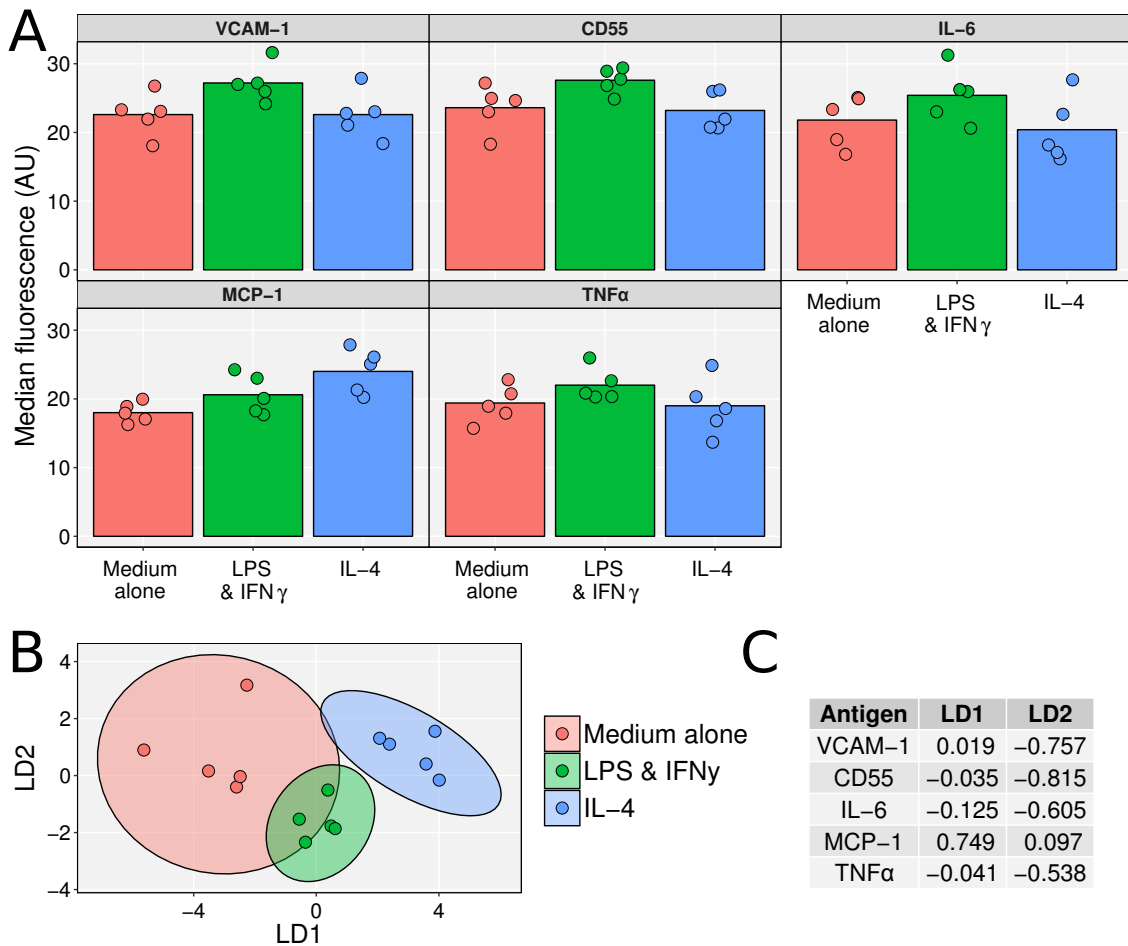 A
VCAM−1
CD55
IL−6
Median fluorescence (AU)
30
20
10
0
Medium alone
LPS & IFNγ
IL−4
MCP−1
TNFα
30
20
10
0
Medium alone
LPS & IFNγ
IL−4
Medium alone
LPS & IFNγ
IL−4
B
LD2
4
2
0
−2
−4
−4
0
4
LD1
Medium alone
LPS & IFNy
IL−4
C
Antigen LD1 LD2
VCAM−1 0.019 −0.757
CD55 −0.035 −0.815
IL−6 −0.125 −0.605
MCP−1 0.749 0.097
TNFα −0.041 −0.538